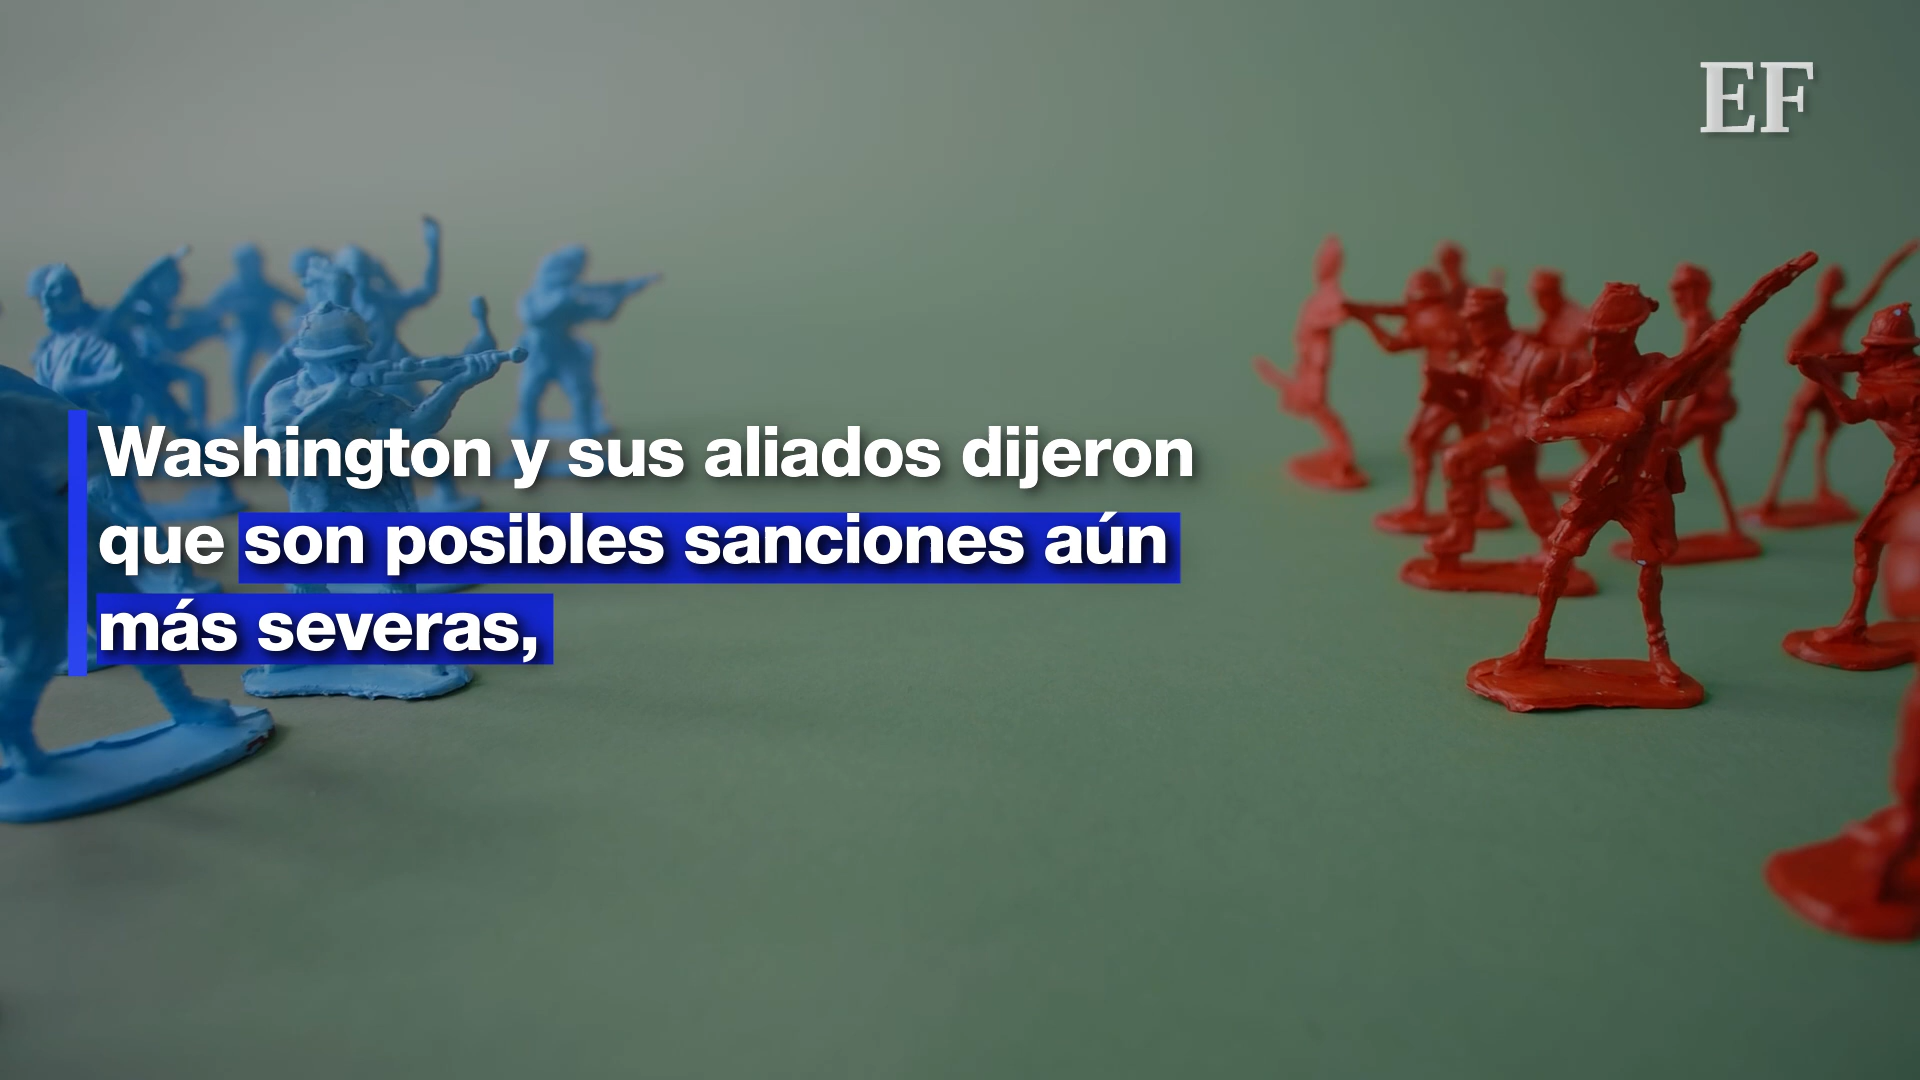 EF
Washington y sus aliados dijeron
que son posibles sanciones aún
más severas,